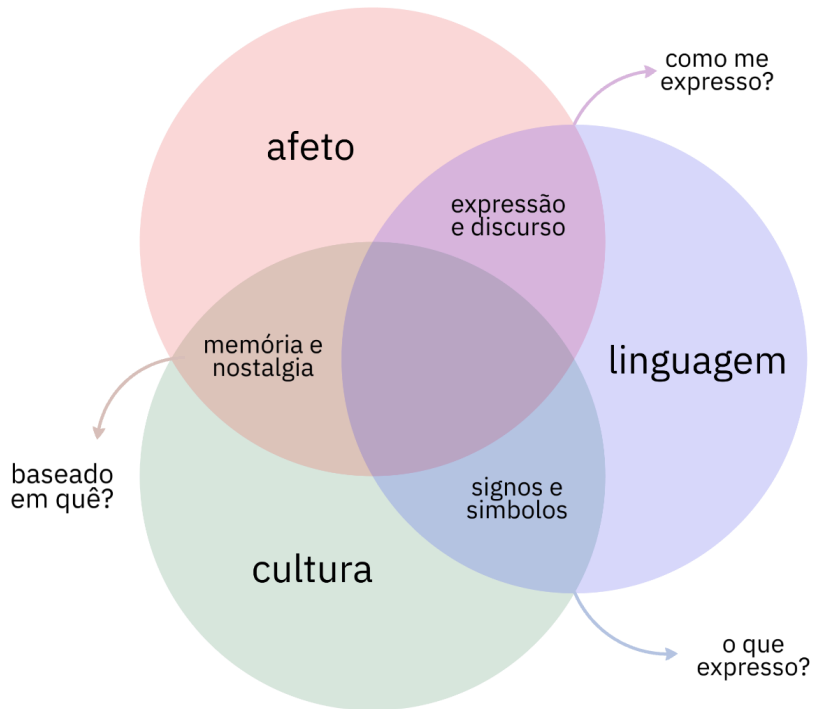 como me
expresso?
afeto
expressão
e discurso
memória e
nostalgia
linguagem
baseado
em quê?
signos e
simbolos
cultura
o que
expresso?